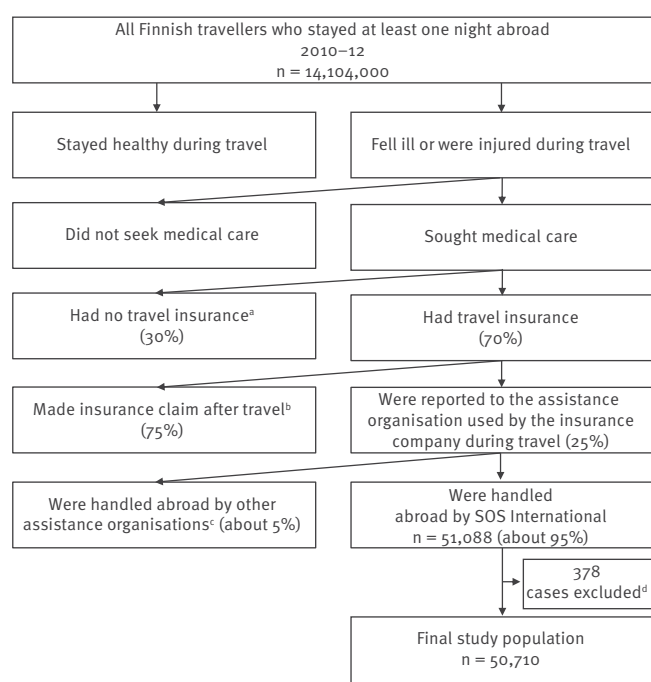 All Finnish travellers who stayed at least one night abroad
2010–12
n = 14,104,000
Stayed healthy during travel
Fell ill or were injured during travel
Did not seek medical care
Sought medical care
Had no travel insuranceᵃ
(30%)
Had travel insurance
(70%)
Made insurance claim after travelᵇ
(75%)
Were reported to the assistance
organisation used by the insurance
company during travel (25%)
Were handled abroad by other
assistance organisationsᶜ (about 5%)
Were handled
abroad by SOS International
n = 51,088 (about 95%)
378
cases excludedᵈ
Final study population
n = 50,710